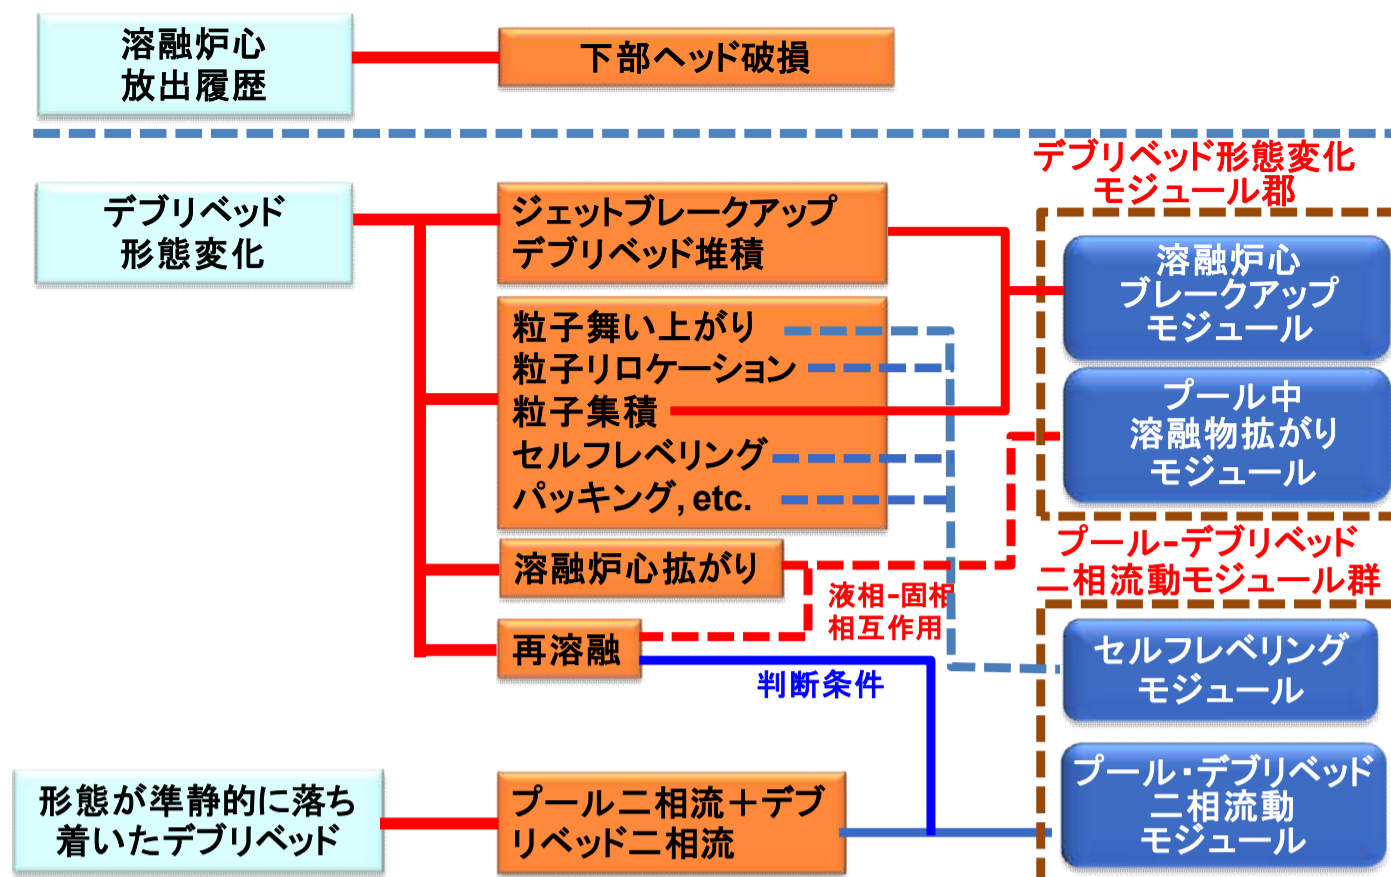 溶融炉心
放出履歴
下部ヘッド破損
デブリベッド
形態変化
ジェットブレークアップ
デブリベッド堆積
粒子舞い上がり
粒子リロケーション
粒子集積
セルフレベリング
パッキング, etc.
溶融炉心拡がり
再溶融
液相-固相
相互作用
判断条件
デブリベッド形態変化
モジュール郡
溶融炉心
ブレークアップ
モジュール
プール中
溶融物拡がり
モジュール
プール-デブリベッド
二相流動モジュール群
セルフレベリング
モジュール
形態が準静的に落ち
着いたデブリベッド
プール二相流＋デブ
リベッド二相流
プール・デブリベッド
二相流動
モジュール